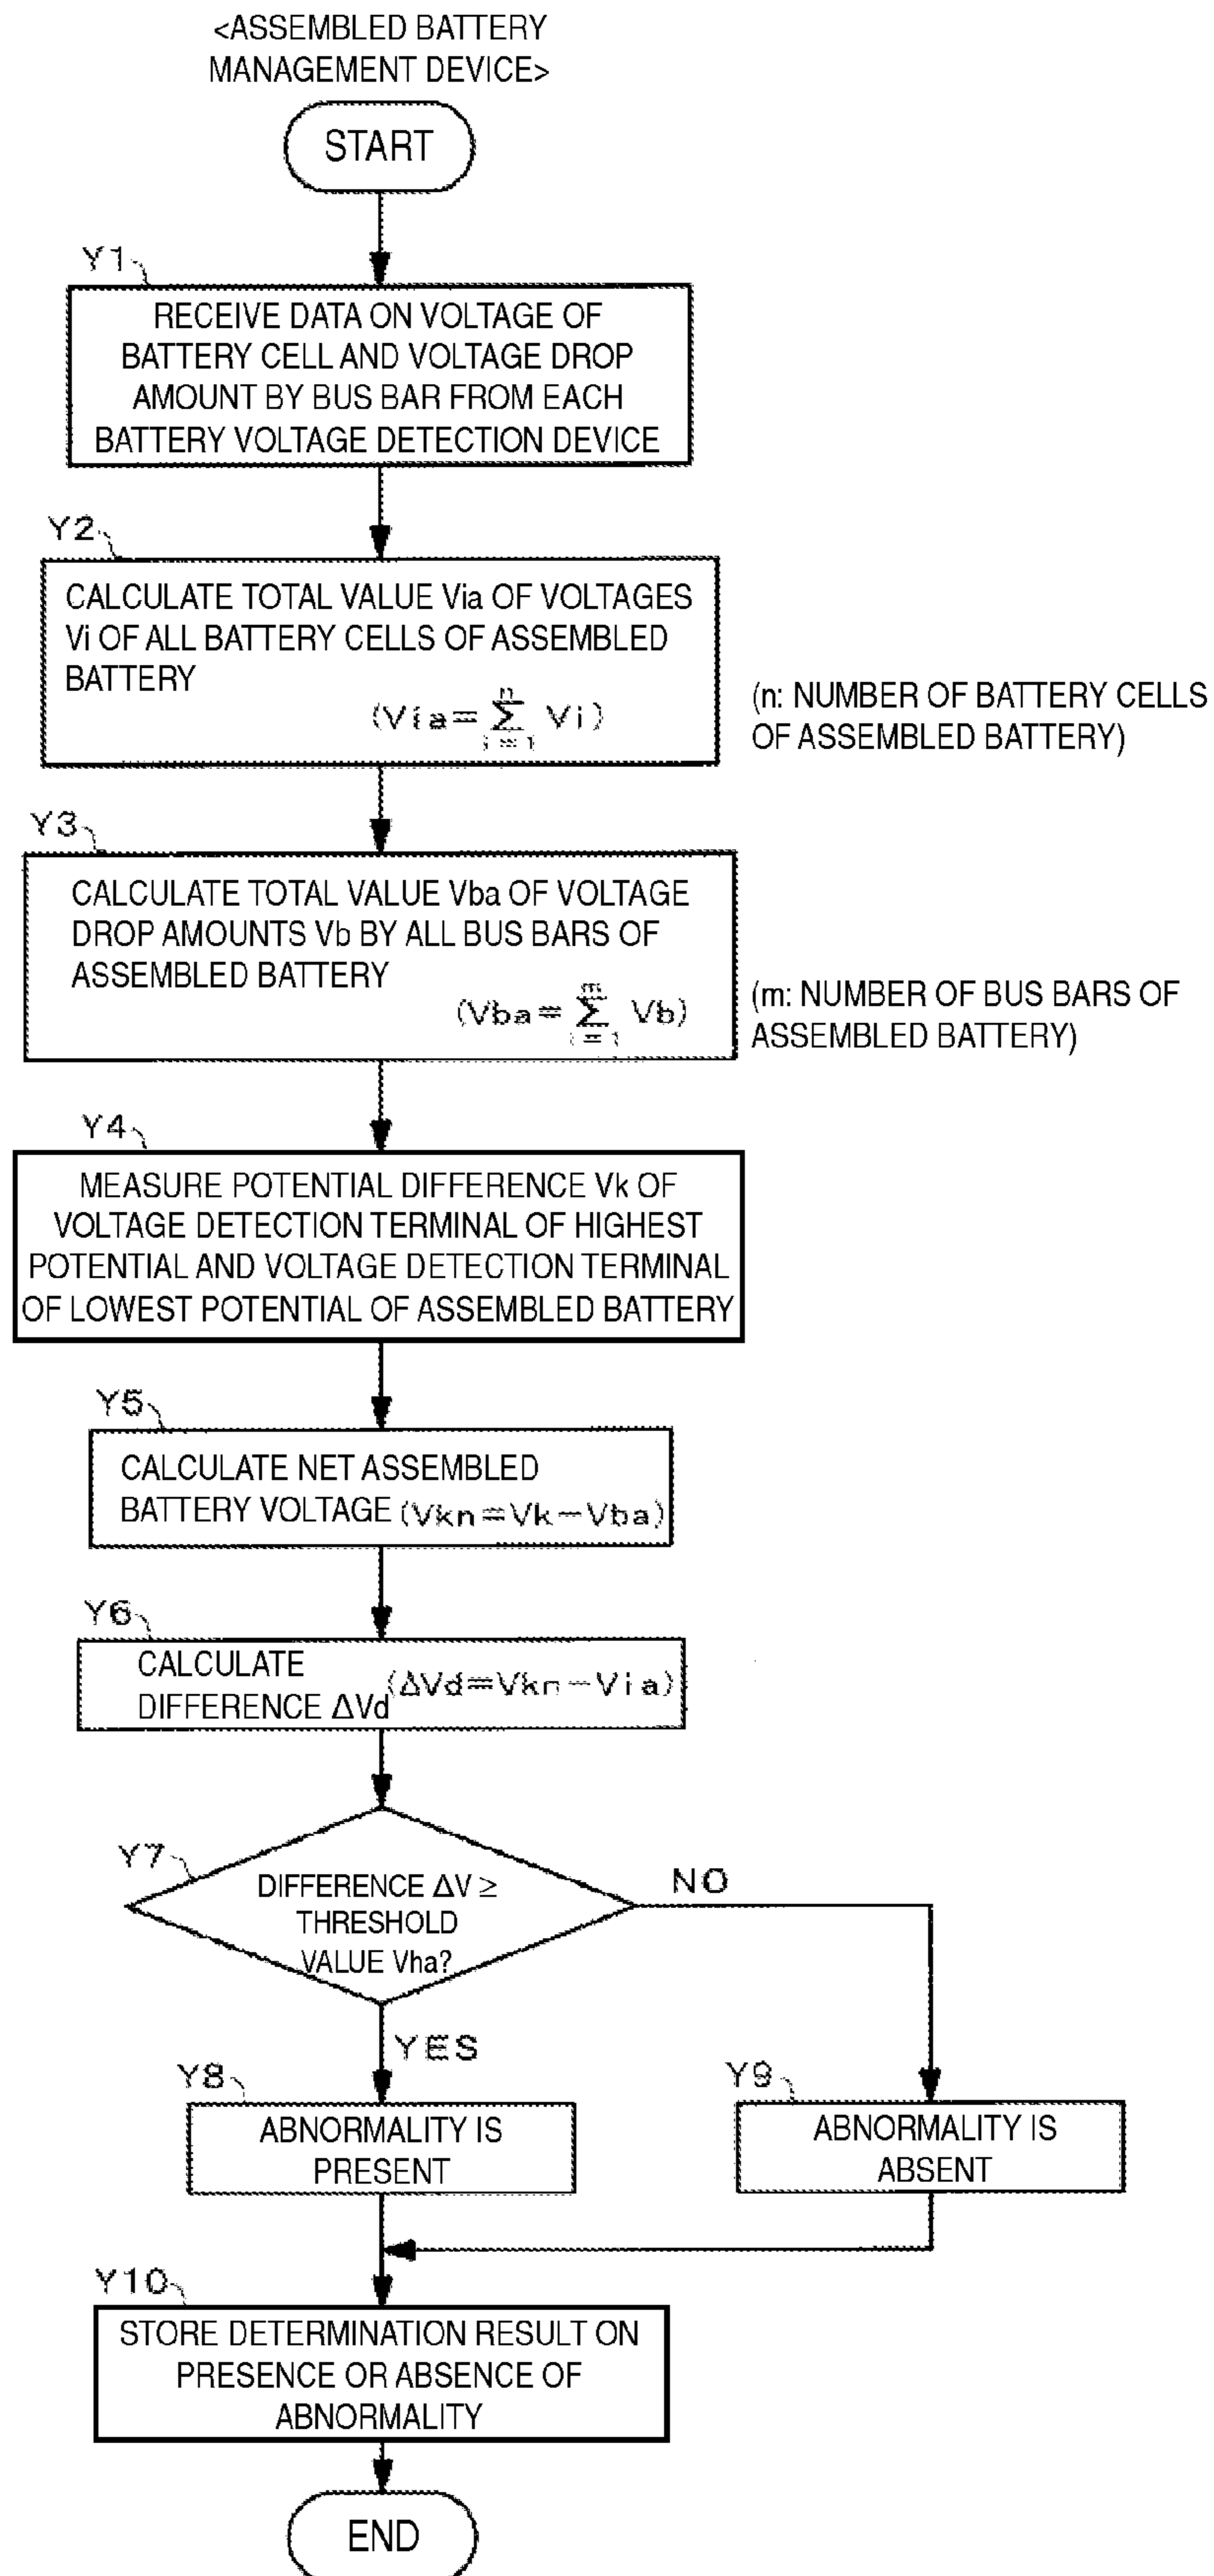 <ASSEMBLED BATTERY
MANAGEMENT DEVICE>
START
Y1
RECEIVE DATA ON VOLTAGE OF
BATTERY CELL AND VOLTAGE DROP
AMOUNT BY BUS BAR FROM EACH
BATTERY VOLTAGE DETECTION DEVICE
Y2
CALCULATE TOTAL VALUE Via OF VOLTAGES
Vi OF ALL BATTERY CELLS OF ASSEMBLED
BATTERY
(Via=∑ Vi)
n
i=1
(n: NUMBER OF BATTERY CELLS
OF ASSEMBLED BATTERY)
Y3
CALCULATE TOTAL VALUE Vba OF VOLTAGE
DROP AMOUNTS Vb BY ALL BUS BARS OF
ASSEMBLED BATTERY
(Vba=∑ Vb)
m
i=1
(m: NUMBER OF BUS BARS OF
ASSEMBLED BATTERY)
Y4
MEASURE POTENTIAL DIFFERENCE Vk OF
VOLTAGE DETECTION TERMINAL OF HIGHEST
POTENTIAL AND VOLTAGE DETECTION TERMINAL
OF LOWEST POTENTIAL OF ASSEMBLED BATTERY
Y5
CALCULATE NET ASSEMBLED
BATTERY VOLTAGE (Vkn=Vk−Vba)
Y6
CALCULATE
DIFFERENCE ΔVd (ΔVd=Vkn−Via)
Y7
DIFFERENCE ΔV ≥
THRESHOLD
VALUE Vha?
NO
YES
Y8
ABNORMALITY IS
PRESENT
Y9
ABNORMALITY IS
ABSENT
Y10
STORE DETERMINATION RESULT ON
PRESENCE OR ABSENCE OF
ABNORMALITY
END